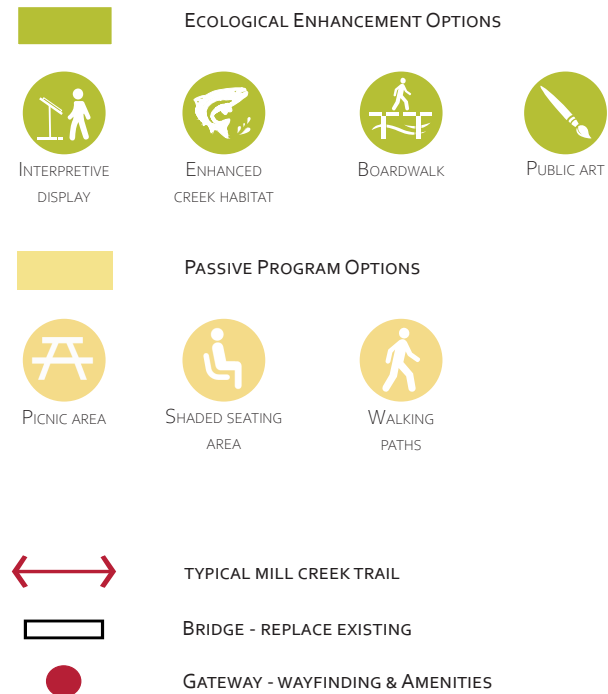 Ecological Enhancement Options
Interpretive
display
Enhanced
creek habitat
Boardwalk
Public art
Passive Program Options
Picnic area
Shaded seating
area
Walking
paths
typical mill creek trail
Bridge - replace existing
Gateway - wayfinding & Amenities